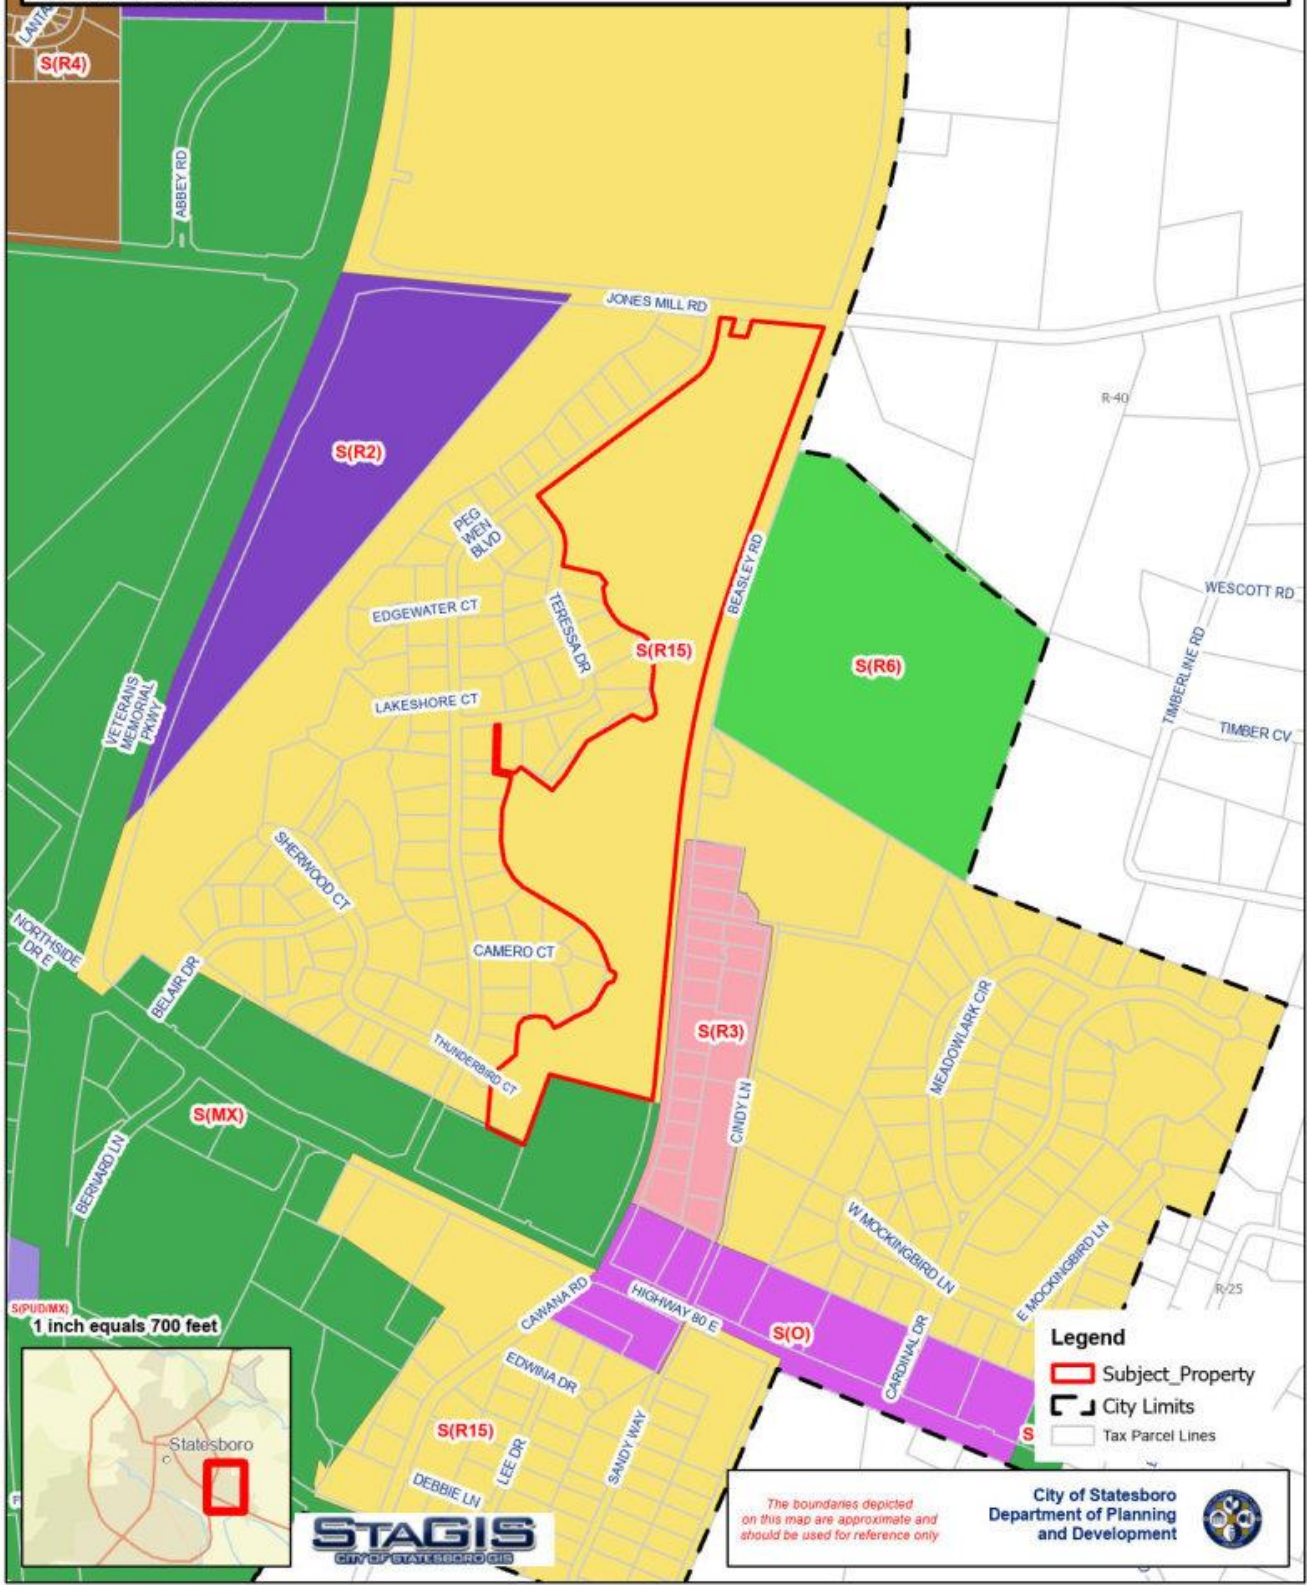 LANTA
S(R4)
ABBEY RD
JONES MILL RD
R-40
S(R2)
PEG
WEN
BLVD
BEASLEY RD
EDGEWATER CT
TERESSA DR
WESCOTT RD
S(R15)
S(R6)
TIMBERLINE RD
LAKESHORE CT
VETERANS
MEMORIAL
PKWY
TIMBER CV
SHERWOOD CT
NORTHSIDE
DR E
CAMERO CT
BELAIR DR
MEADOWLARK CIR
S(R3)
THUNDERBIRD CT
S(MX)
CINDY LN
BERNARD LN
W MOCKINGBIRD LN
E MOCKINGBIRD LN
R-25
S(PUD/MX)
1 inch equals 700 feet
CAWANA RD
HIGHWAY 80 E
S(O)
CARDINAL DR
EDWINA DR
S(R15)
LEE DR
SANDY WAY
DEBBIE LN
S
Legend
Subject_Property
City Limits
Tax Parcel Lines
Statesboro
STAGIS
CITY OF STATESBORO GIS
The boundaries depicted
on this map are approximate and
should be used for reference only
City of Statesboro
Department of Planning
and Development